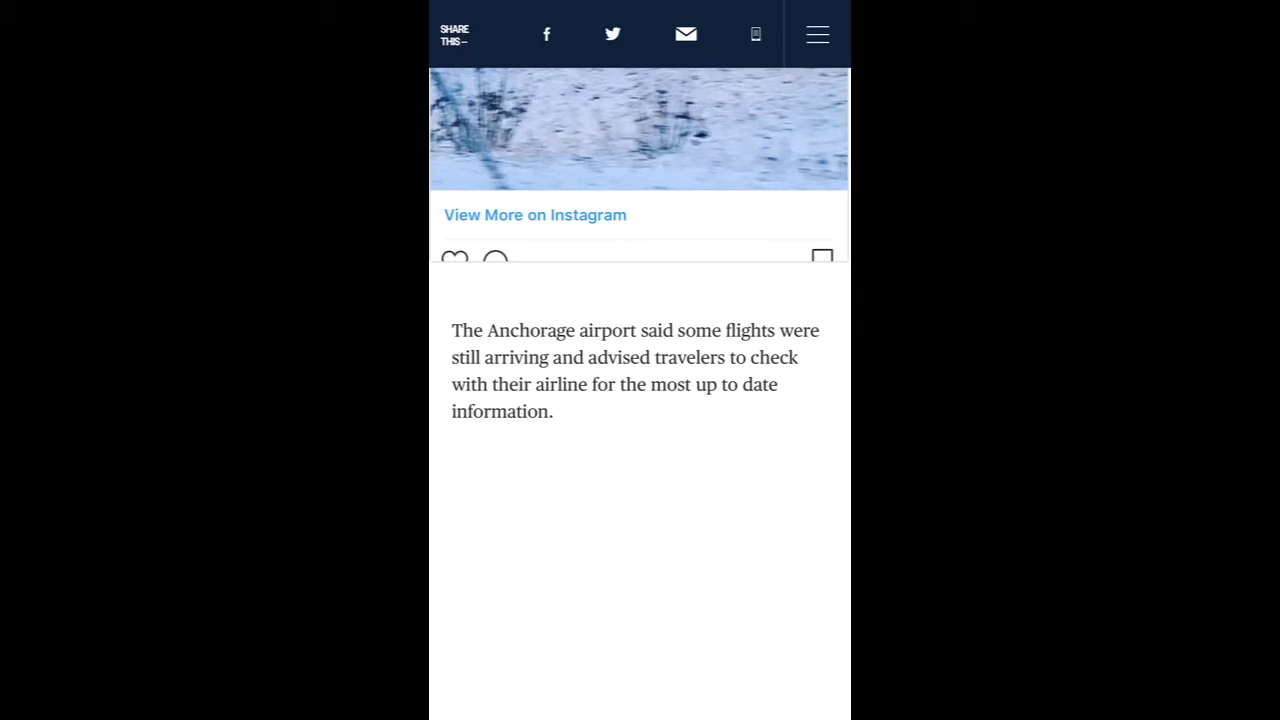 SHARE
THIS —
View More on Instagram
The Anchorage airport said some flights were
still arriving and advised travelers to check
with their airline for the most up to date
information.